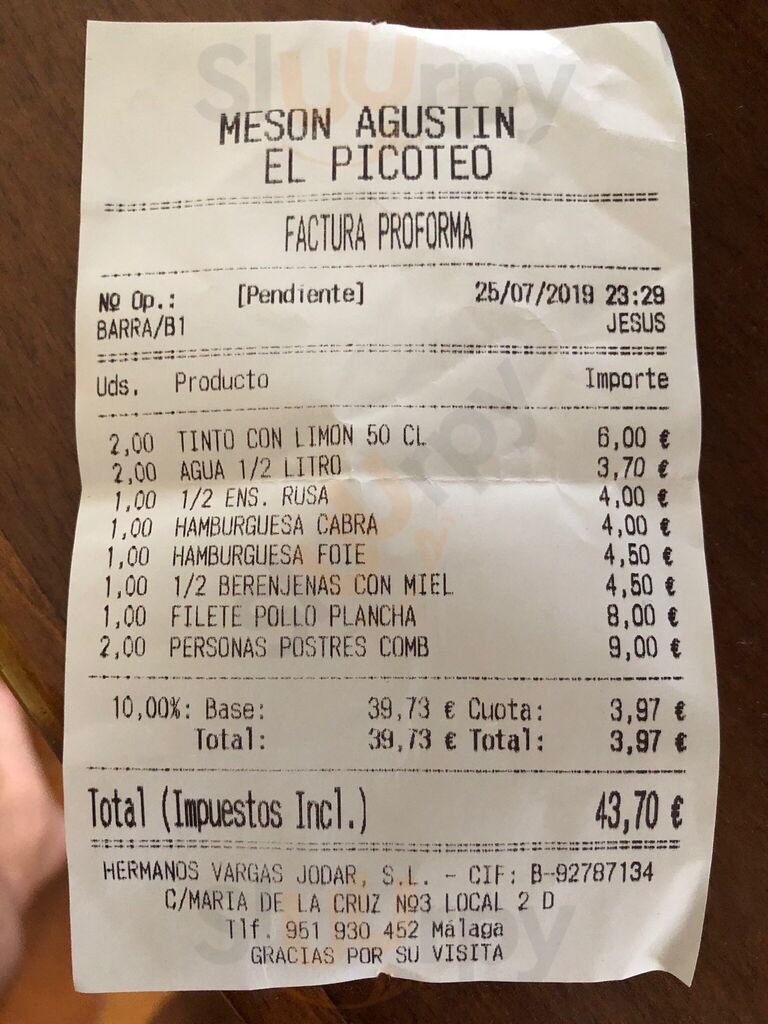 Sluurpy
MESON AGUSTIN
EL PICOTEO
FACTURA PROFORMA
Nº Op.: [Pendiente] 25/07/2019 23:29
BARRA/B1 JESUS
Uds. Producto Importe
2,00 TINTO CON LIMON 50 CL 6,00 €
2,00 AGUA 1/2 LITRO 3,70 €
1,00 1/2 ENS. RUSA 4,00 €
1,00 HAMBURGUESA CABRA 4,00 €
1,00 HAMBURGUESA FOIE 4,50 €
1,00 1/2 BERENJENAS CON MIEL 4,50 €
1,00 FILETE POLLO PLANCHA 8,00 €
2,00 PERSONAS POSTRES COMB 9,00 €
10,00%: Base: 39,73 € Cuota: 3,97 €
Total: 39,73 € Total: 3,97 €
Total (Impuestos Incl.) 43,70 €
HERMANOS VARGAS JODAR, S.L. - CIF: B-92787134
C/MARIA DE LA CRUZ Nº3 LOCAL 2 D
Tlf. 951 930 452 Málaga
GRACIAS POR SU VISITA